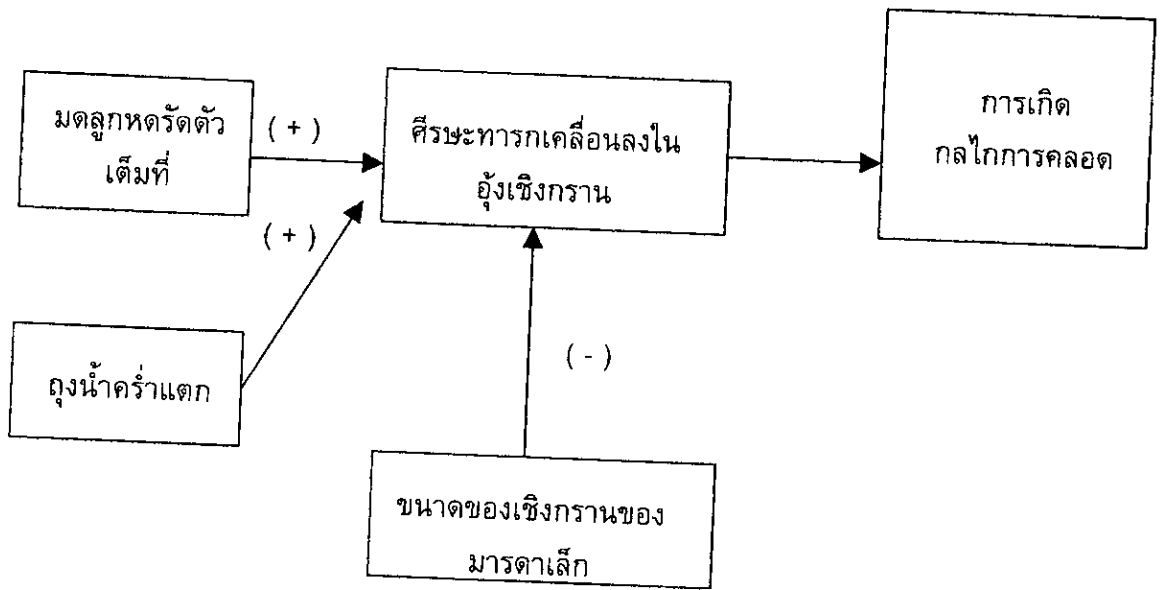 มดลูกหดรัดตัว
เต็มที่
( + )
ศีรษะทารกเคลื่อนลงใน
อุ้งเชิงกราน
การเกิด
กลไกการคลอด
( + )
ถุงน้ำคร่ำแตก
( - )
ขนาดของเชิงกรานของ
มารดาเล็ก